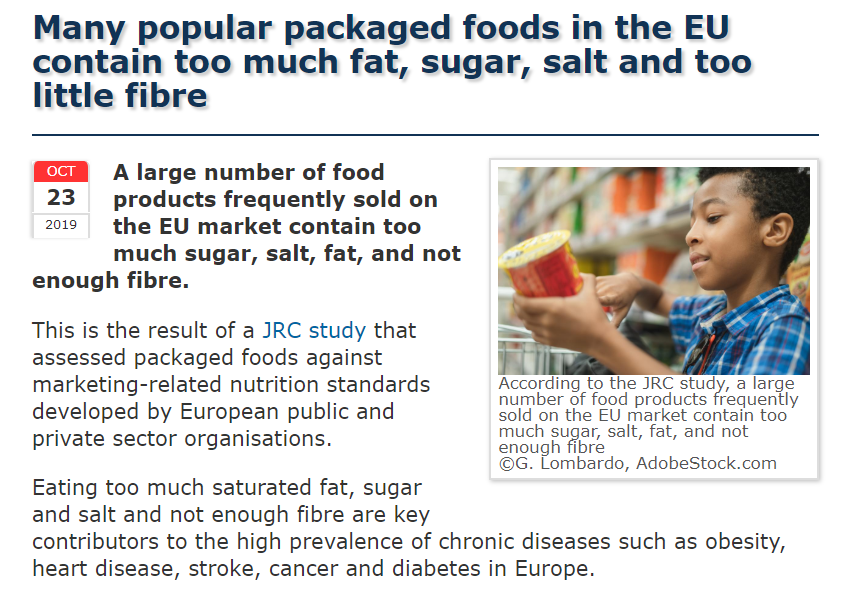 Many popular packaged foods in the EU
contain too much fat, sugar, salt and too
little fibre
OCT
23
2019
A large number of food
products frequently sold on
the EU market contain too
much sugar, salt, fat, and not
enough fibre.
This is the result of a JRC study that
assessed packaged foods against
marketing-related nutrition standards
developed by European public and
private sector organisations.
Eating too much saturated fat, sugar
and salt and not enough fibre are key
contributors to the high prevalence of chronic diseases such as obesity,
heart disease, stroke, cancer and diabetes in Europe.
According to the JRC study, a large
number of food products frequently
sold on the EU market contain too
much sugar, salt, fat, and not
enough fibre
©G. Lombardo, AdobeStock.com